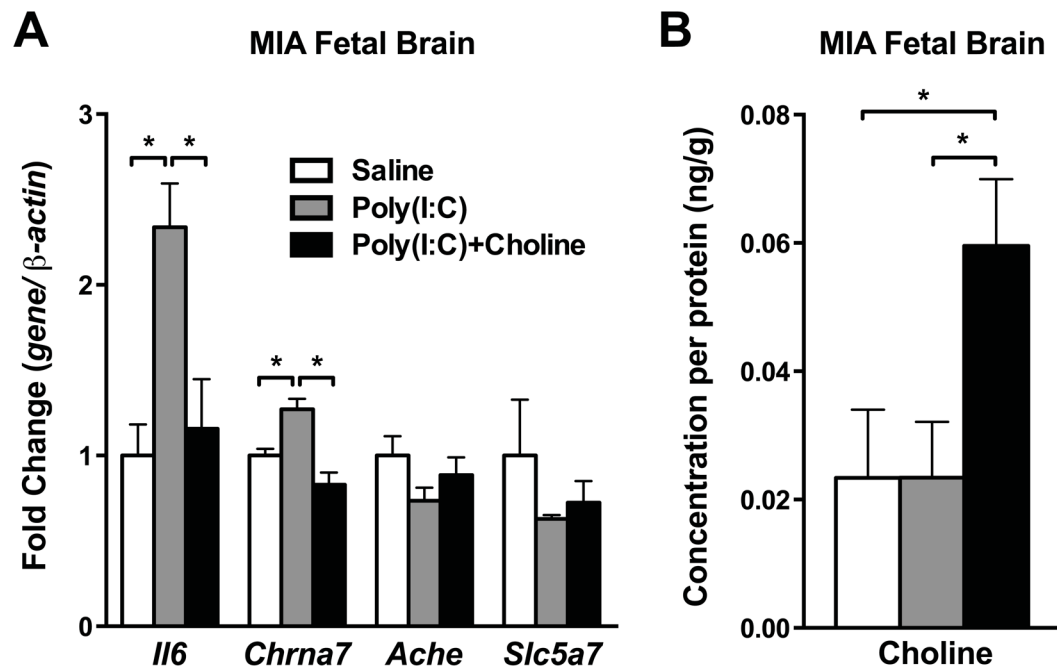 A
MIA Fetal Brain
Fold Change (gene/β-actin)
3
2
1
0
* *
* *
Saline
Poly(I:C)
Poly(I:C)+Choline
Il6 Chrna7 Ache Slc5a7
B
MIA Fetal Brain
Concentration per protein (ng/g)
0.08
0.06
0.04
0.02
0.00
*
*
Choline